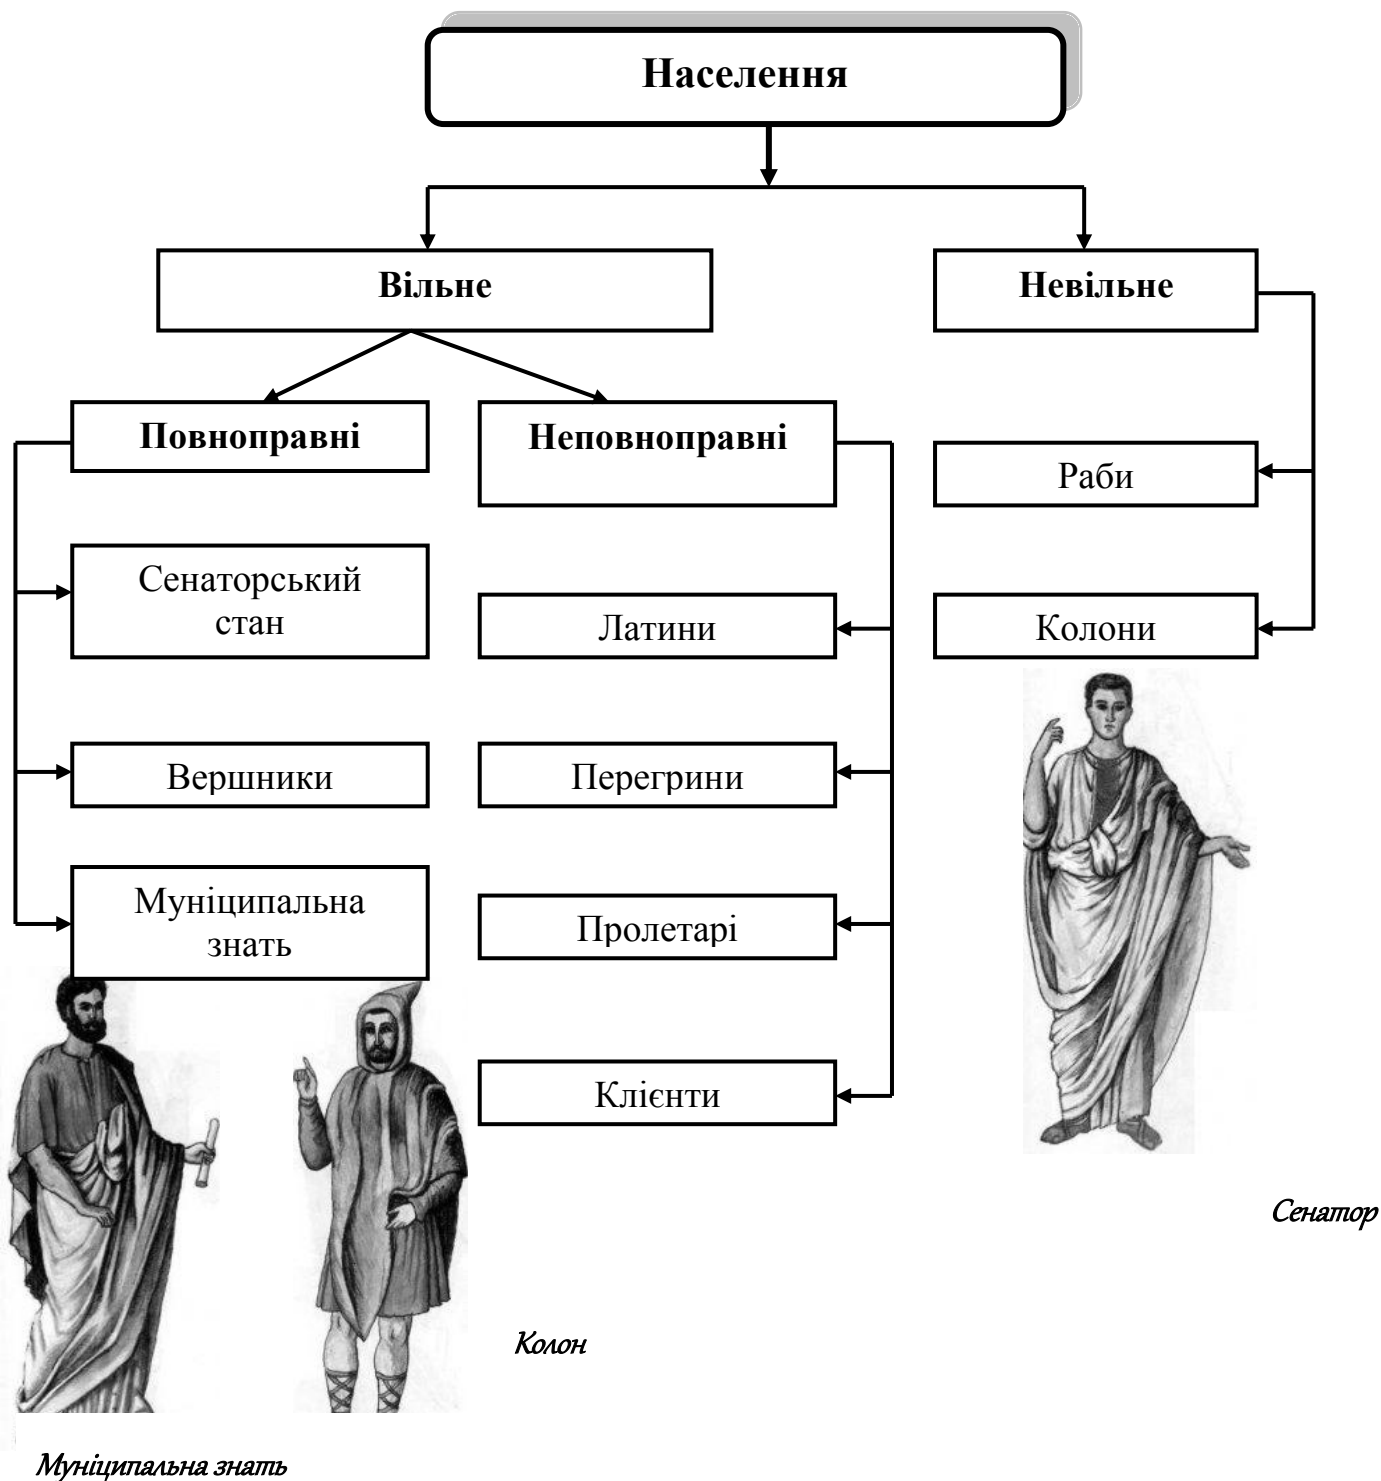 Населення
Вільне
Невільне
Повноправні
Неповноправні
Раби
Сенаторський
стан
Латини
Колони
Вершники
Перегрини
Муніципальна
знать
Пролетарі
Клієнти
Сенатор
Колон
Муніципальна знать